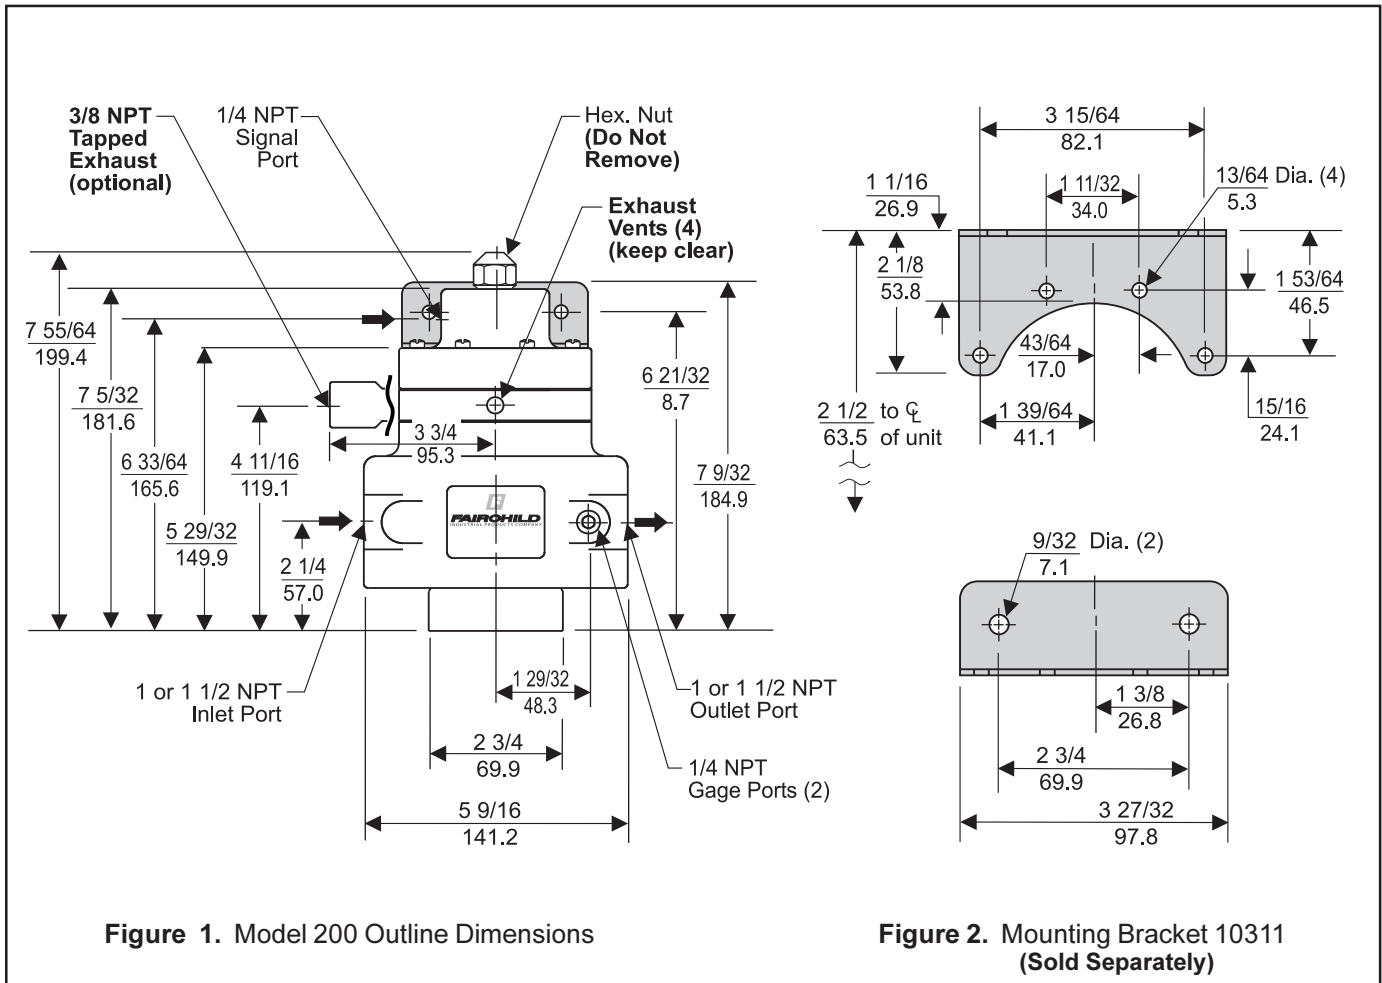 3/8 NPT
Tapped
Exhaust
(optional)
1/4 NPT
Signal
Port
Hex. Nut
(Do Not
Remove)
Exhaust
Vents (4)
(keep clear)
7 55/64
199.4
7 5/32
181.6
6 33/64
165.6
5 29/32
149.9
4 11/16
119.1
2 1/4
57.0
3 3/4
95.3
6 21/32
8.7
7 9/32
184.9
FAIRCHILD
INDUSTRIAL PRODUCTS COMPANY
1 or 1 1/2 NPT
Inlet Port
1 29/32
48.3
1 or 1 1/2 NPT
Outlet Port
2 3/4
69.9
1/4 NPT
Gage Ports (2)
5 9/16
141.2
Figure 1. Model 200 Outline Dimensions
3 15/64
82.1
1 1/16
26.9
1 11/32
34.0
13/64 Dia. (4)
5.3
2 1/8
53.8
1 53/64
46.5
43/64
17.0
2 1/2 to ℄
63.5 of unit
1 39/64
41.1
15/16
24.1
9/32 Dia. (2)
7.1
1 3/8
26.8
2 3/4
69.9
3 27/32
97.8
Figure 2. Mounting Bracket 10311
(Sold Separately)